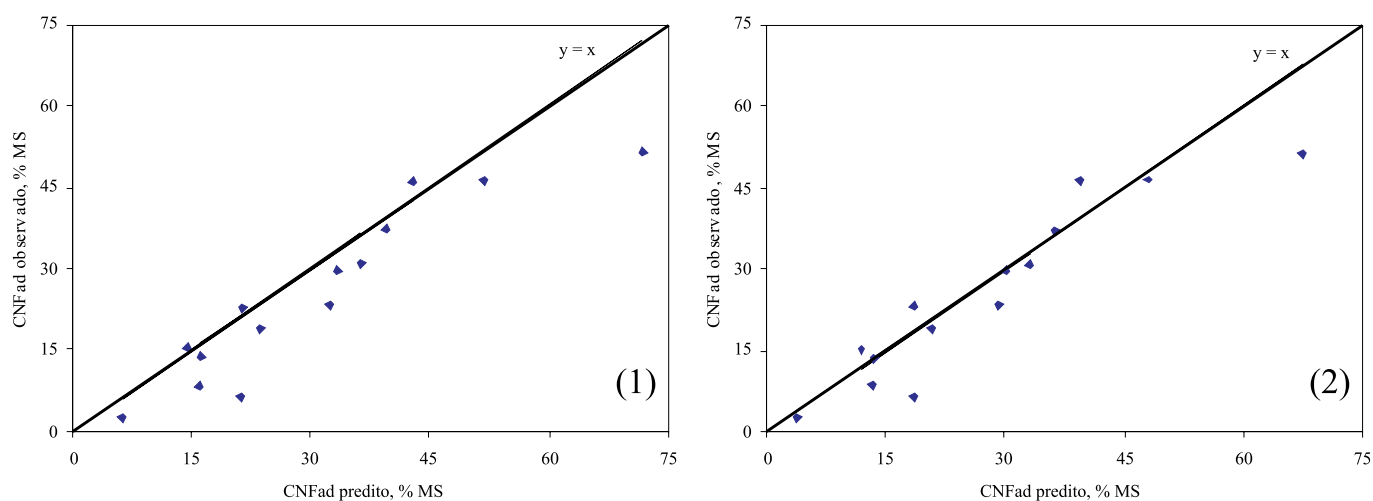 75
60
45
30
15
0
CNFad observado, % MS
y = x
(1)
0 15 30 45 60 75
CNFad predito, % MS
75
60
45
30
15
0
CNFad observado, % MS
y = x
(2)
0 15 30 45 60 75
CNFad predito, % MS